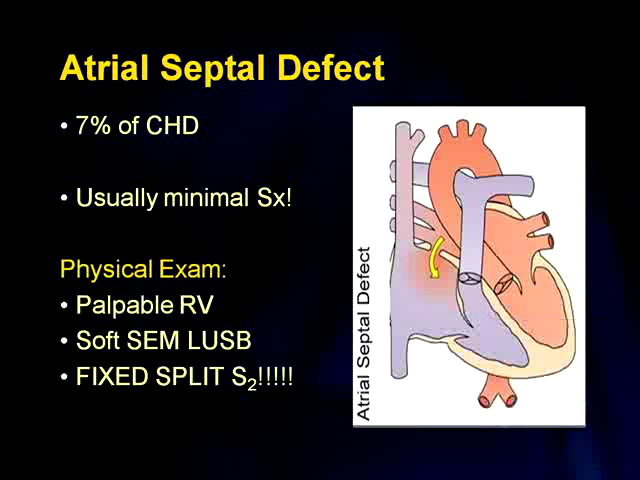 Atrial Septal Defect
• 7% of CHD
• Usually minimal Sx!
Physical Exam:
• Palpable RV
• Soft SEM LUSB
• FIXED SPLIT S₂!!!!!
Atrial Septal Defect